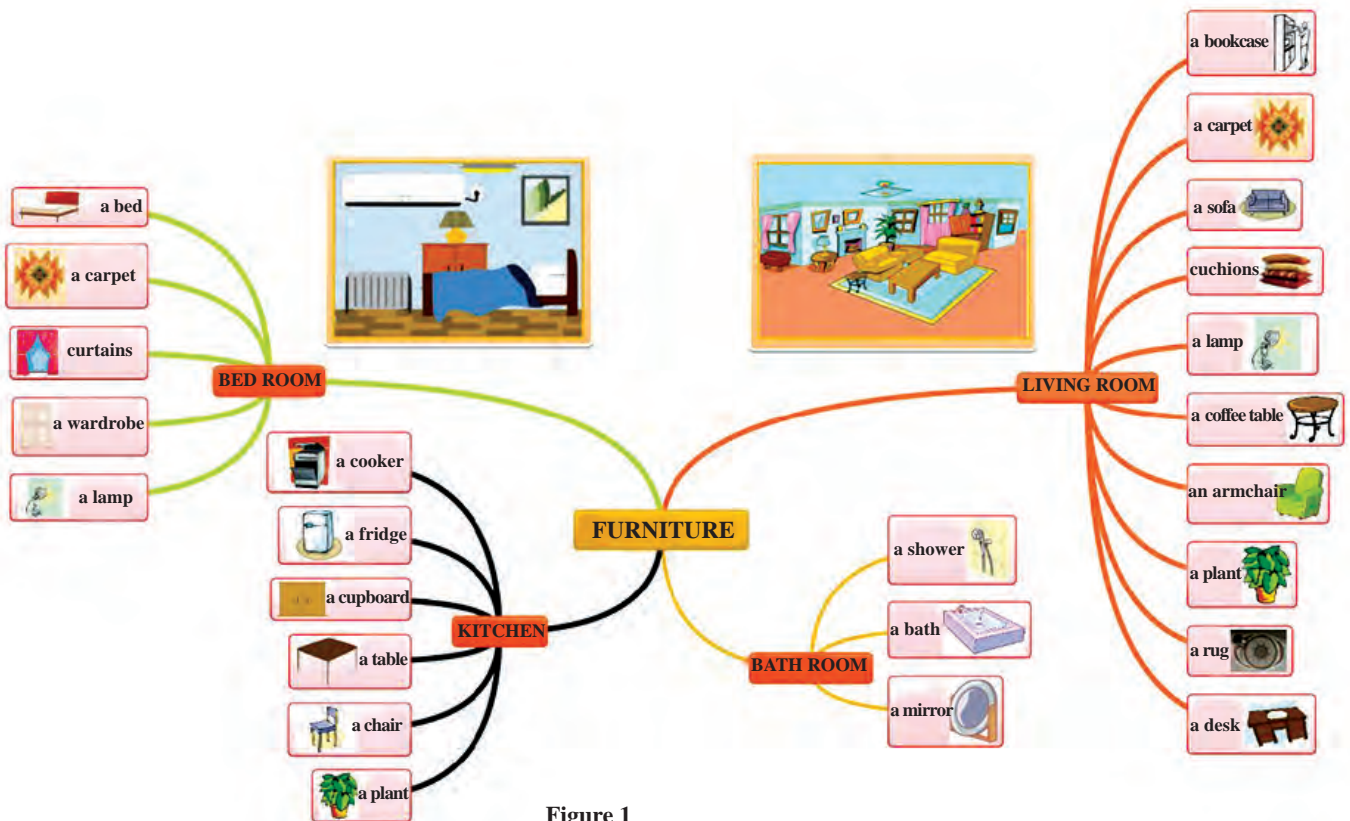 FURNITURE
BED ROOM
a bed
a carpet
curtains
a wardrobe
a lamp
KITCHEN
a cooker
a fridge
a cupboard
a table
a chair
a plant
BATH ROOM
a shower
a bath
a mirror
LIVING ROOM
a bookcase
a carpet
a sofa
cuchions
a lamp
a coffee table
an armchair
a plant
a rug
a desk
Figure 1